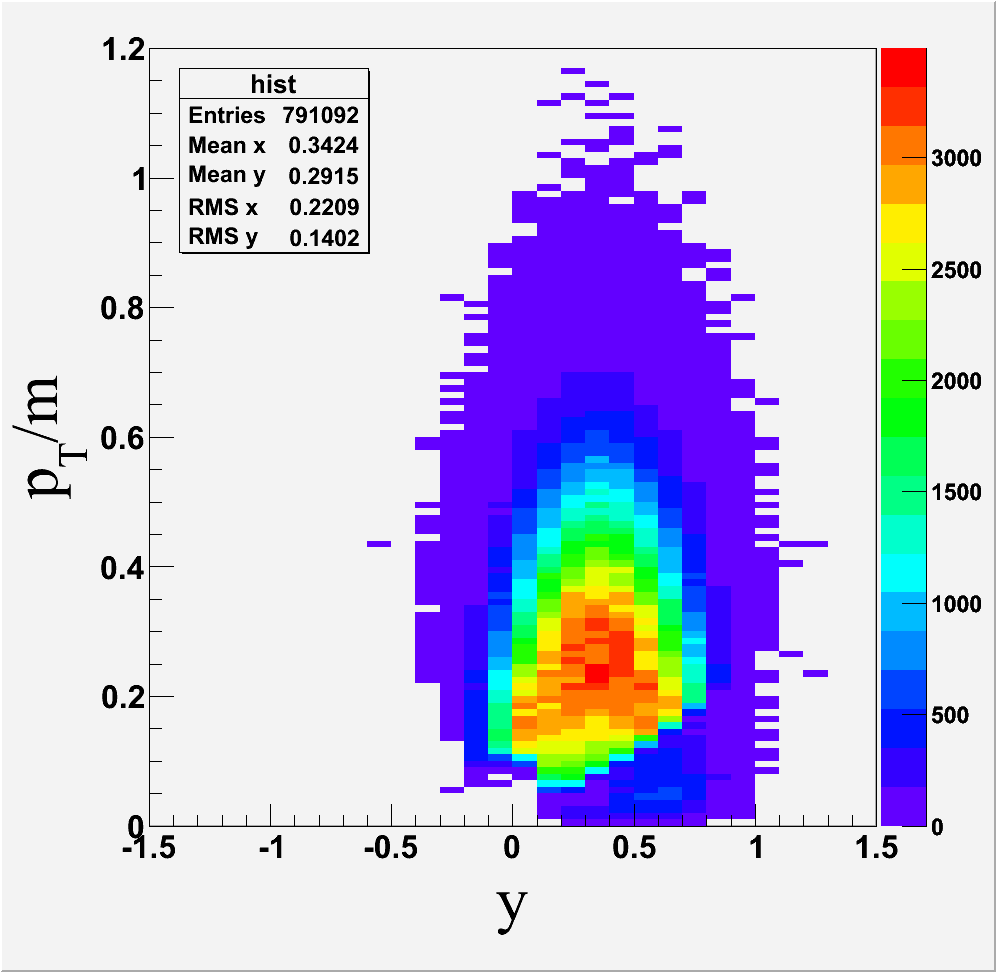 hist
Entries 791092
Mean x 0.3424
Mean y 0.2915
RMS x 0.2209
RMS y 0.1402
1.2
1
0.8
0.6
0.4
0.2
0
pT/m
-1.5 -1 -0.5 0 0.5 1 1.5
y
3000
2500
2000
1500
1000
500
0